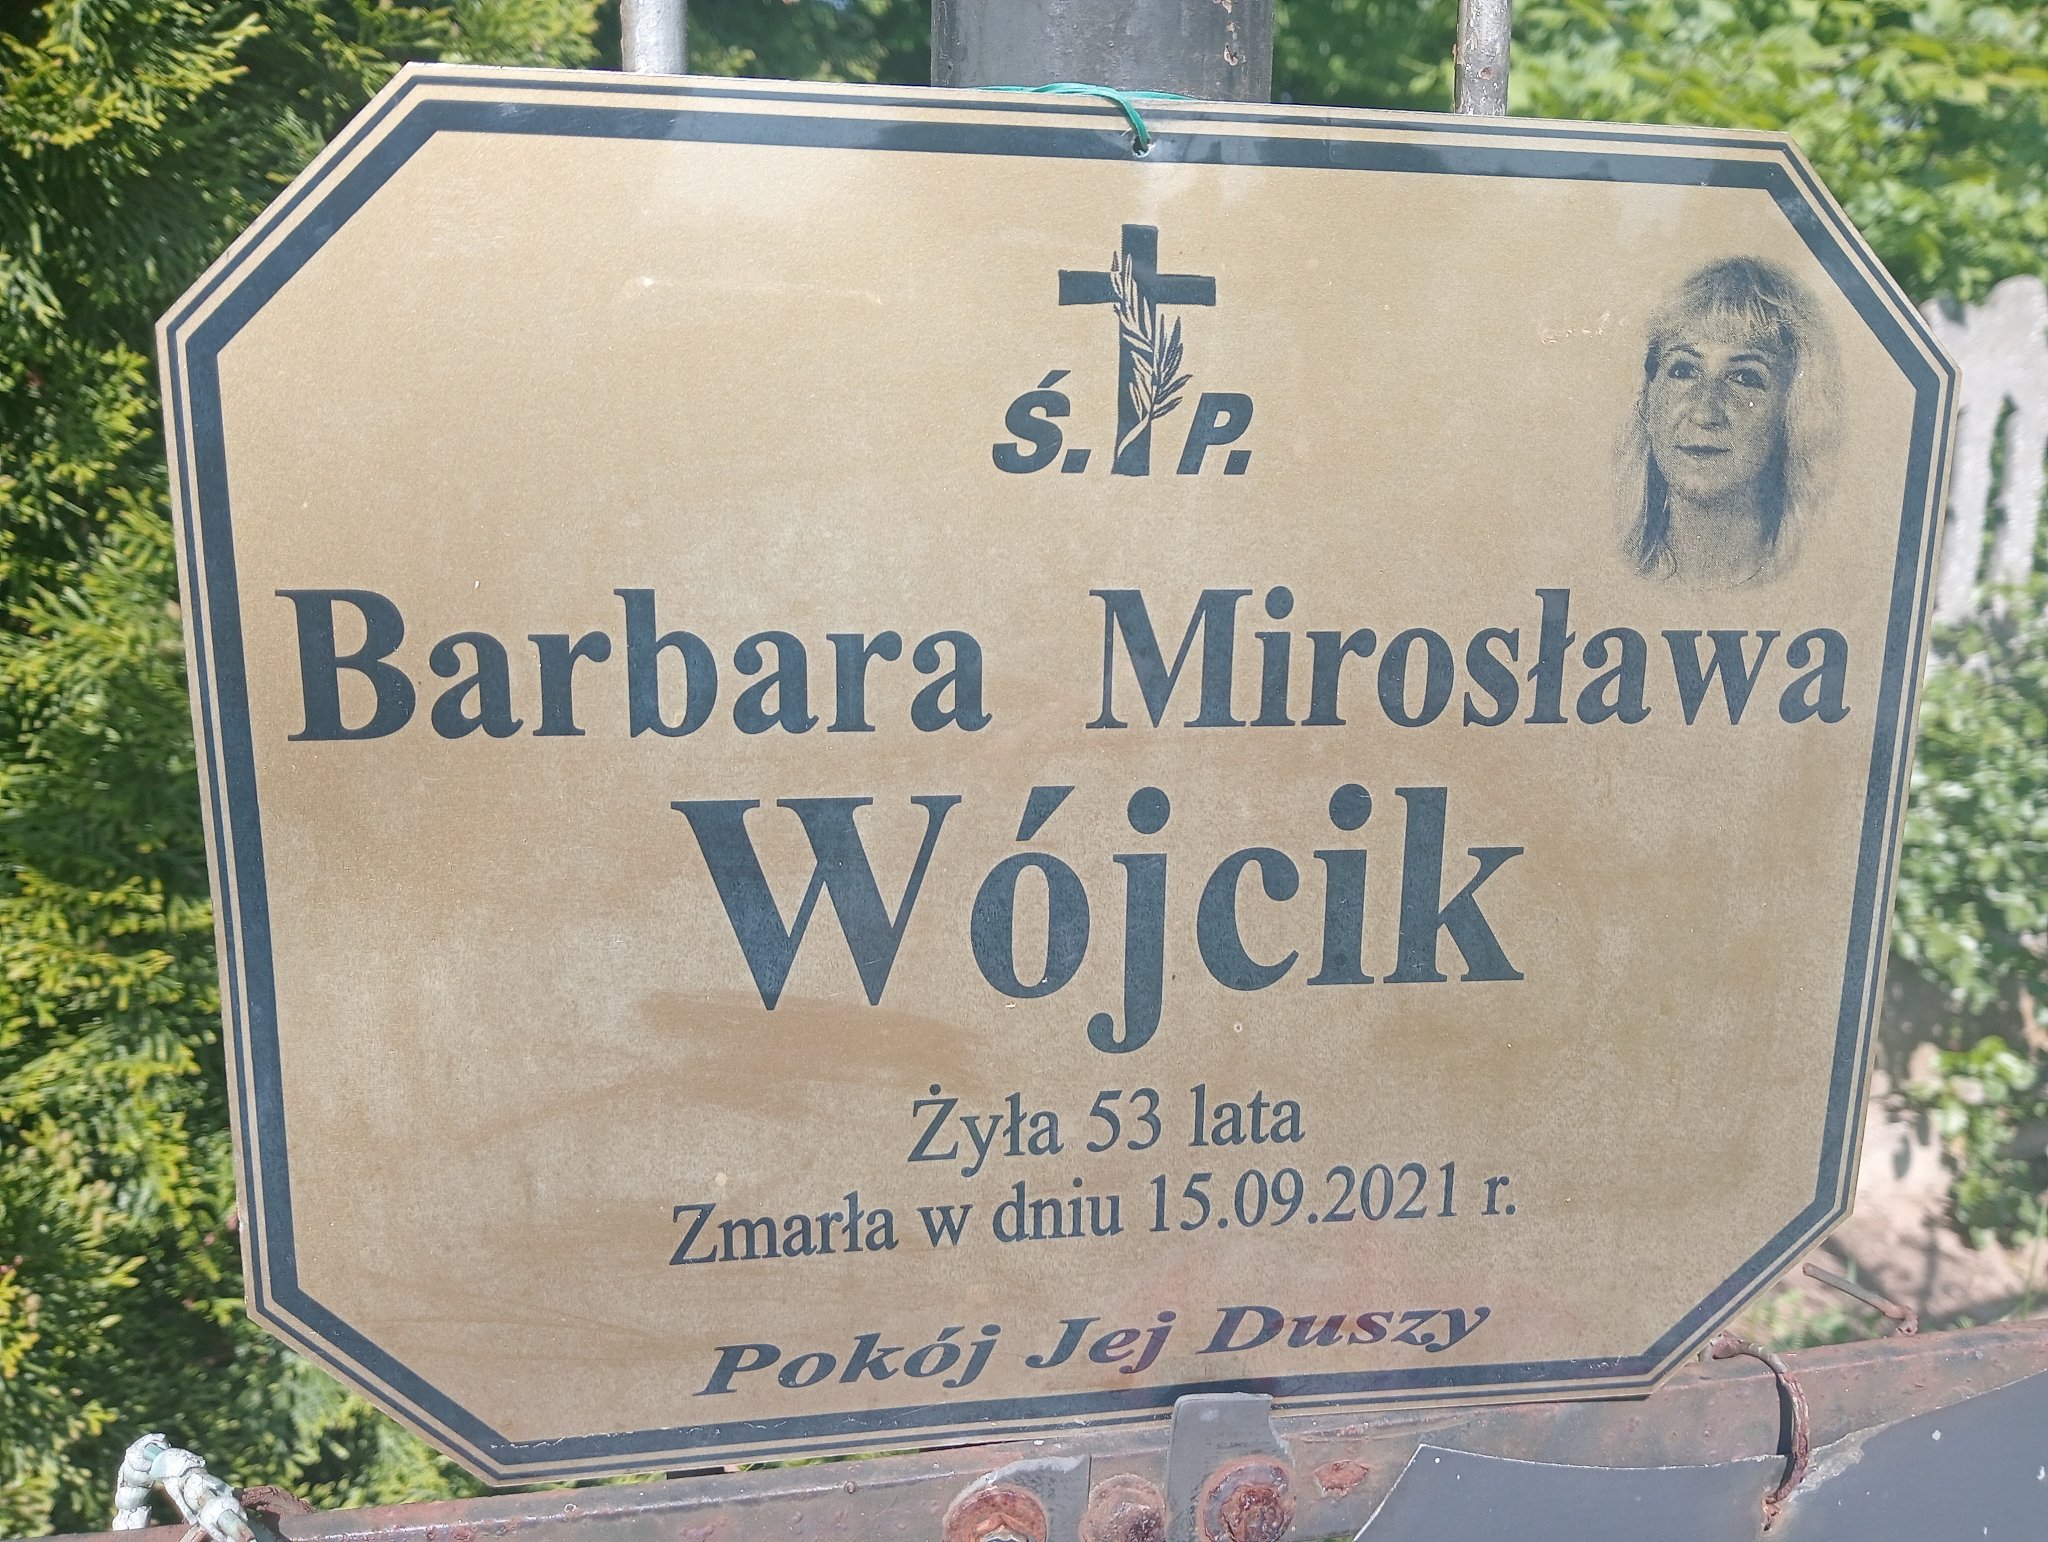 Ś. P.
Barbara Mirosława
Wójcik
Żyła 53 lata
Zmarła w dniu 15.09.2021 r.
Pokój Jej Duszy